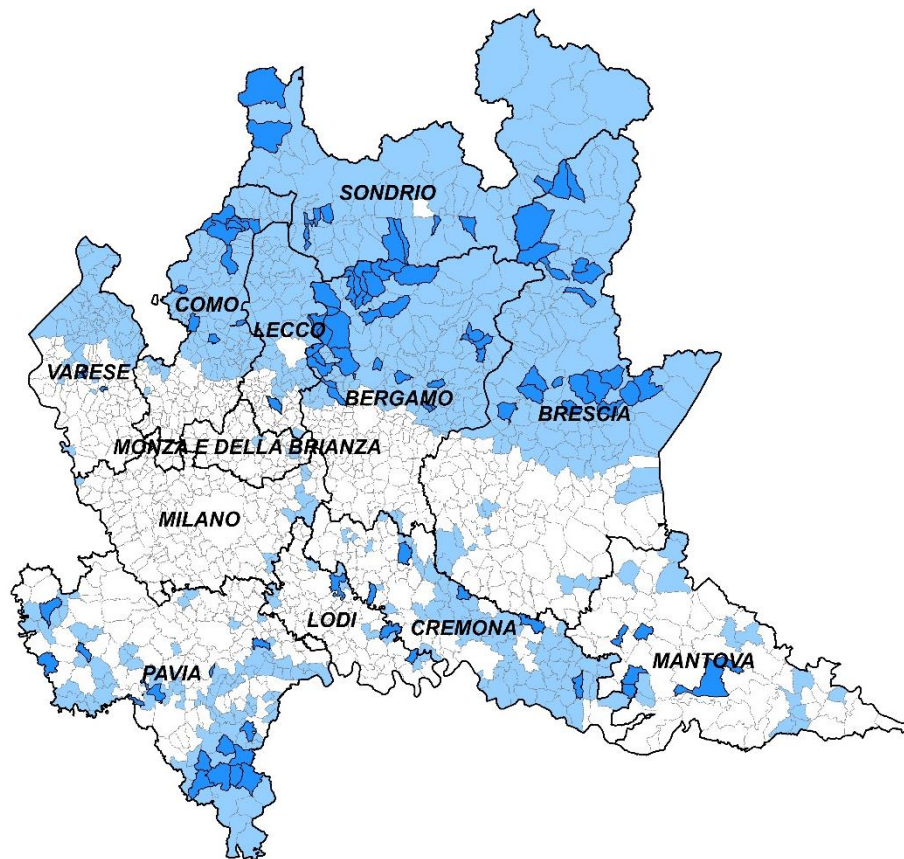 SONDRIO
COMO
LECCO
VARESE
BERGAMO
BRESCIA
MONZA E DELLA BRIANZA
MILANO
LODI
CREMONA
PAVIA
MANTOVA